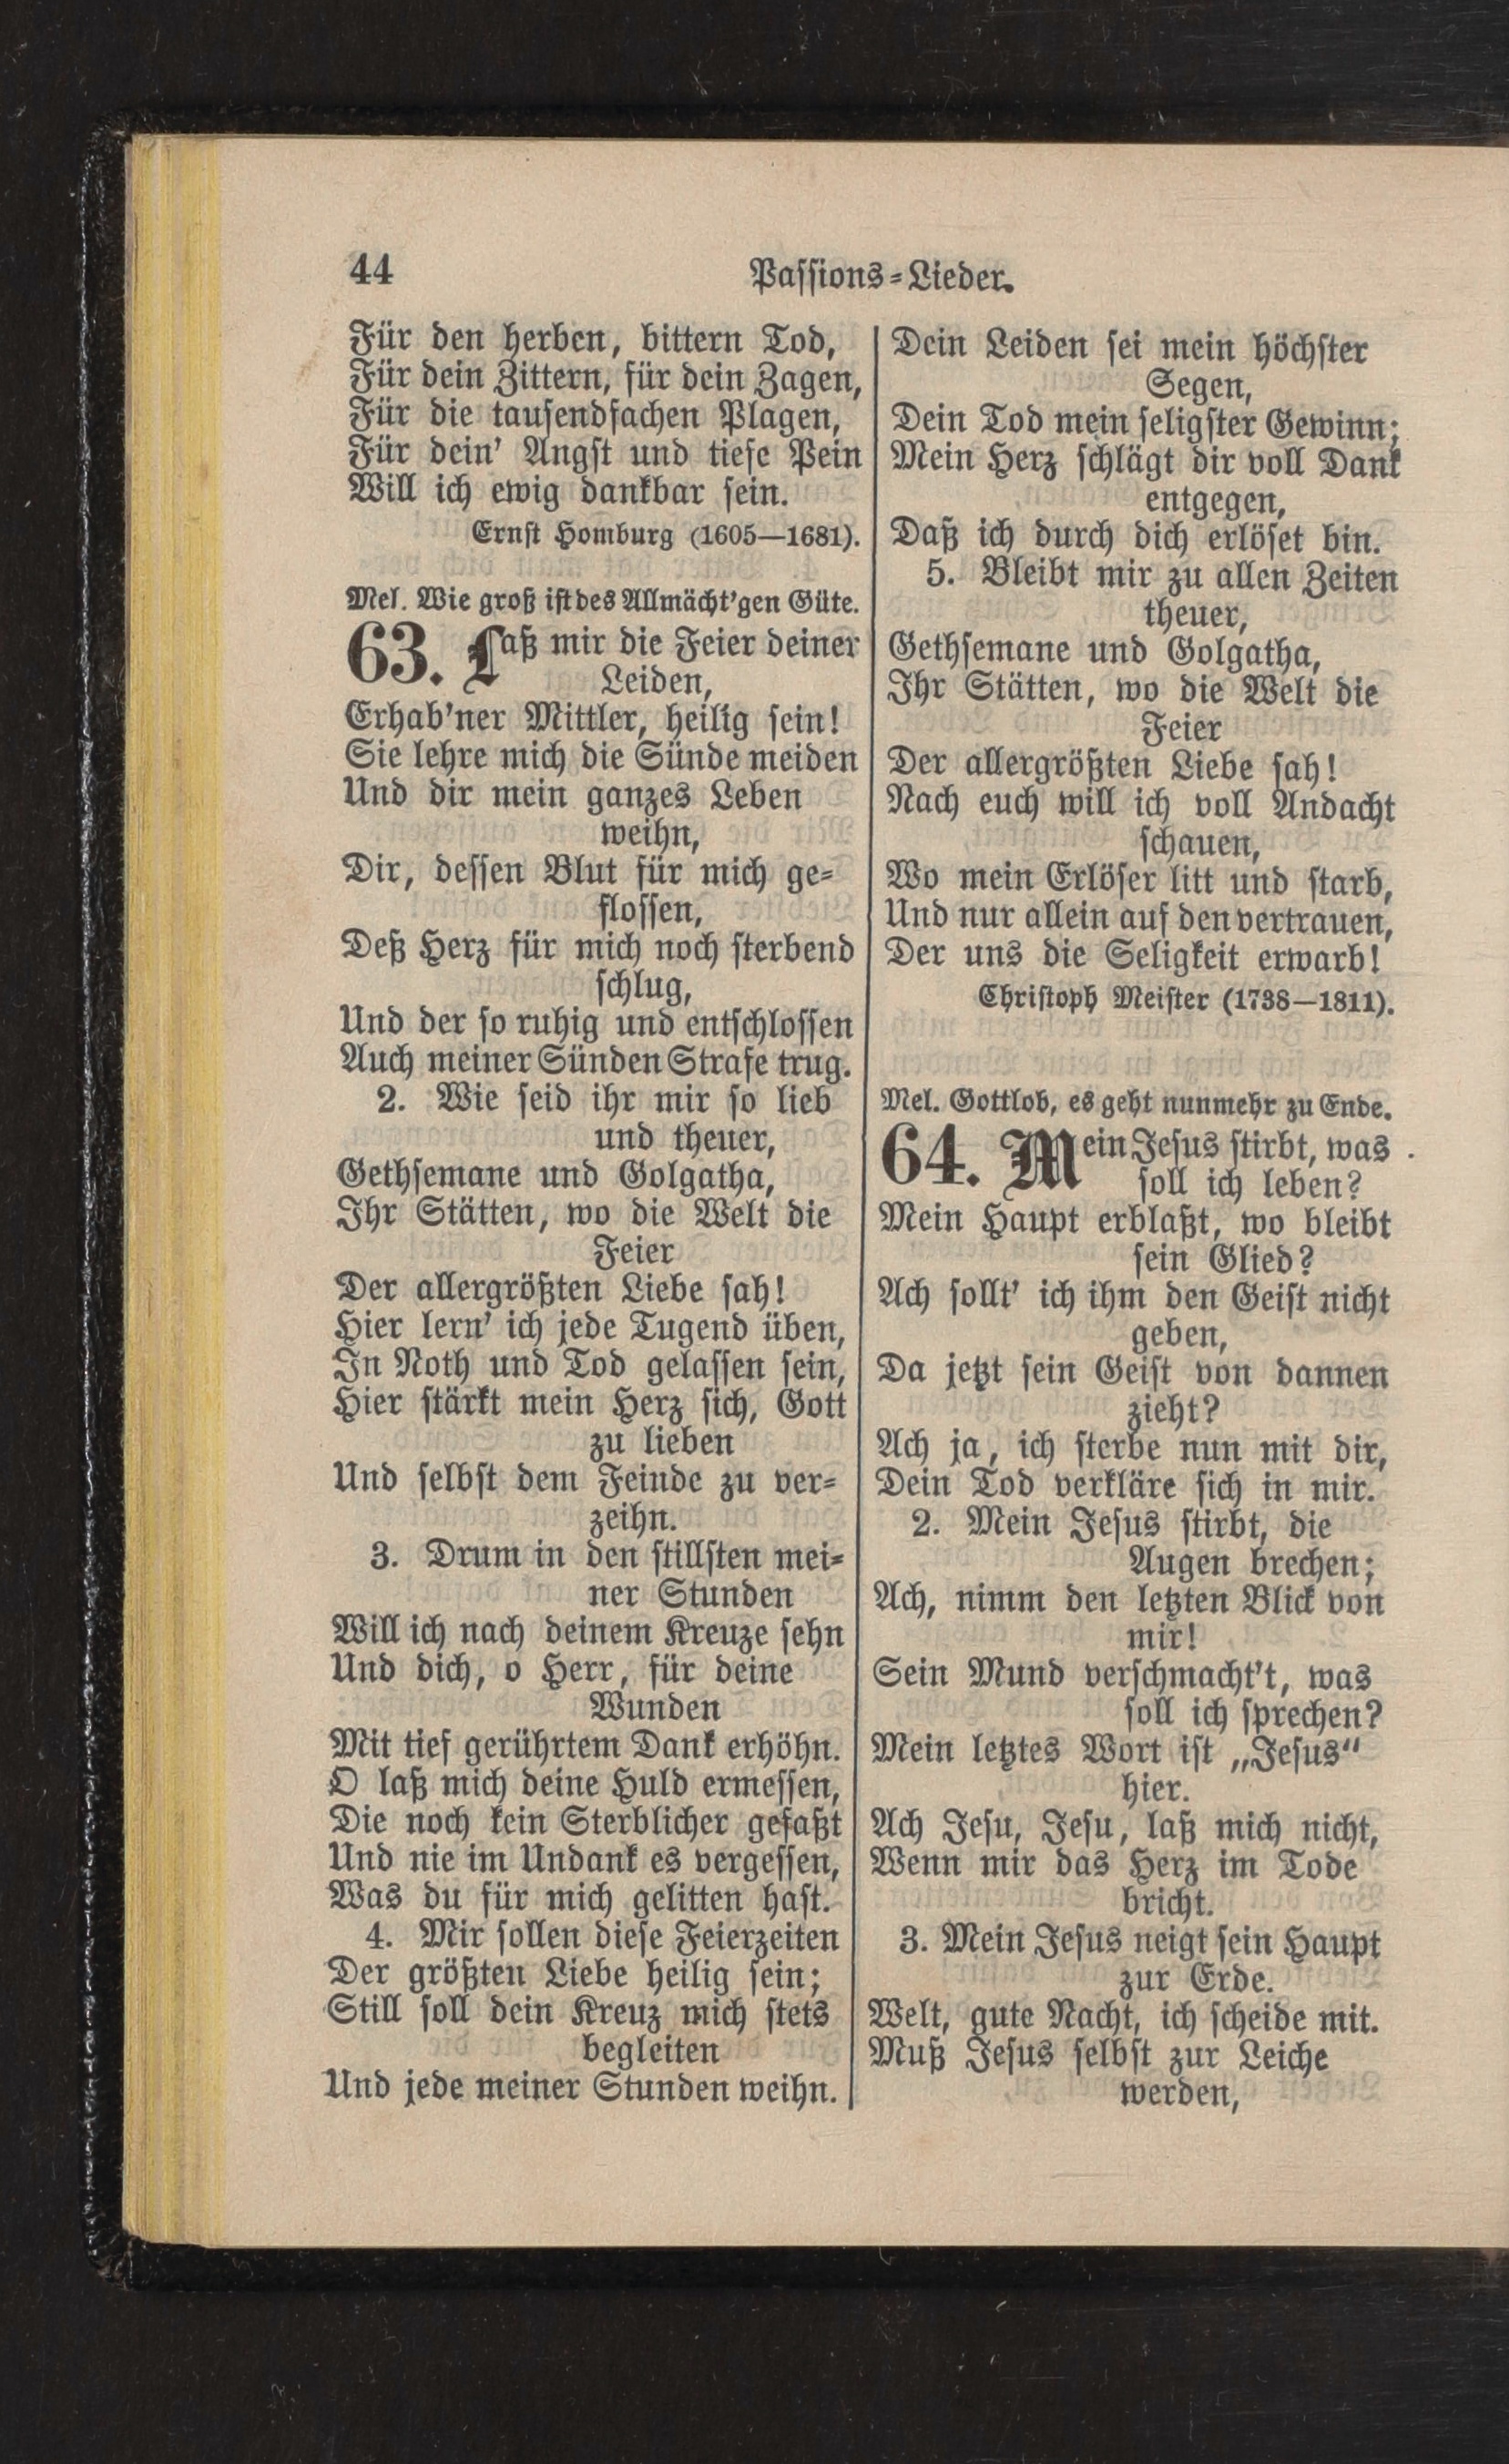 44
Passions-Lieder.
Für den herben, bittern Tod,
Für dein Zittern, für dein Zagen,
Für die tausendfachen Plagen,
Für dein' Angst und tiefe Pein
Will ich ewig dankbar sein.
Ernst Homburg (1605—1681).
Mel. Wie groß ist des Allmächt'gen Güte.
63. Laß mir die Feier deiner
Leiden,
Erhab'ner Mittler, heilig sein!
Sie lehre mich die Sünde meiden
Und dir mein ganzes Leben
weihn,
Dir, dessen Blut für mich ge-
flossen,
Deß Herz für mich noch sterbend
schlug,
Und der so ruhig und entschlossen
Auch meiner Sünden Strafe trug.
2. Wie seid ihr mir so lieb
und theuer,
Gethsemane und Golgatha,
Ihr Stätten, wo die Welt die
Feier
Der allergrößten Liebe sah!
Hier lern' ich jede Tugend üben,
In Noth und Tod gelassen sein,
Hier stärkt mein Herz sich, Gott
zu lieben
Und selbst dem Feinde zu ver-
zeihn.
3. Drum in den stillsten mei-
ner Stunden
Will ich nach deinem Kreuze sehn
Und dich, o Herr, für deine
Wunden
Mit tief gerührtem Dank erhöhn.
O laß mich deine Huld ermessen,
Die noch kein Sterblicher gefaßt
Und nie im Undank es vergessen,
Was du für mich gelitten hast.
4. Mir sollen diese Feierzeiten
Der größten Liebe heilig sein;
Still soll dein Kreuz mich stets
begleiten
Und jede meiner Stunden weihn.
Dein Leiden sei mein höchster
Segen,
Dein Tod mein seligster Gewinn;
Mein Herz schlägt dir voll Dank
entgegen,
Daß ich durch dich erlöset bin.
5. Bleibt mir zu allen Zeiten
theuer,
Gethsemane und Golgatha,
Ihr Stätten, wo die Welt die
Feier
Der allergrößten Liebe sah!
Nach euch will ich voll Andacht
schauen,
Wo mein Erlöser litt und starb,
Und nur allein auf den vertrauen,
Der uns die Seligkeit erwarb!
Christoph Meister (1738—1811).
Mel. Gottlob, es geht nunmehr zu Ende.
64. Mein Jesus stirbt, was
soll ich leben?
Mein Haupt erblaßt, wo bleibt
sein Glied?
Ach sollt' ich ihm den Geist nicht
geben,
Da jetzt sein Geist von dannen
zieht?
Ach ja, ich sterbe nun mit dir,
Dein Tod verkläre sich in mir.
2. Mein Jesus stirbt, die
Augen brechen;
Ach, nimm den letzten Blick von
mir!
Sein Mund verschmacht't, was
soll ich sprechen?
Mein letztes Wort ist „Jesus“
hier.
Ach Jesu, Jesu, laß mich nicht,
Wenn mir das Herz im Tode
bricht.
3. Mein Jesus neigt sein Haupt
zur Erde.
Welt, gute Nacht, ich scheide mit.
Muß Jesus selbst zur Leiche
werden,